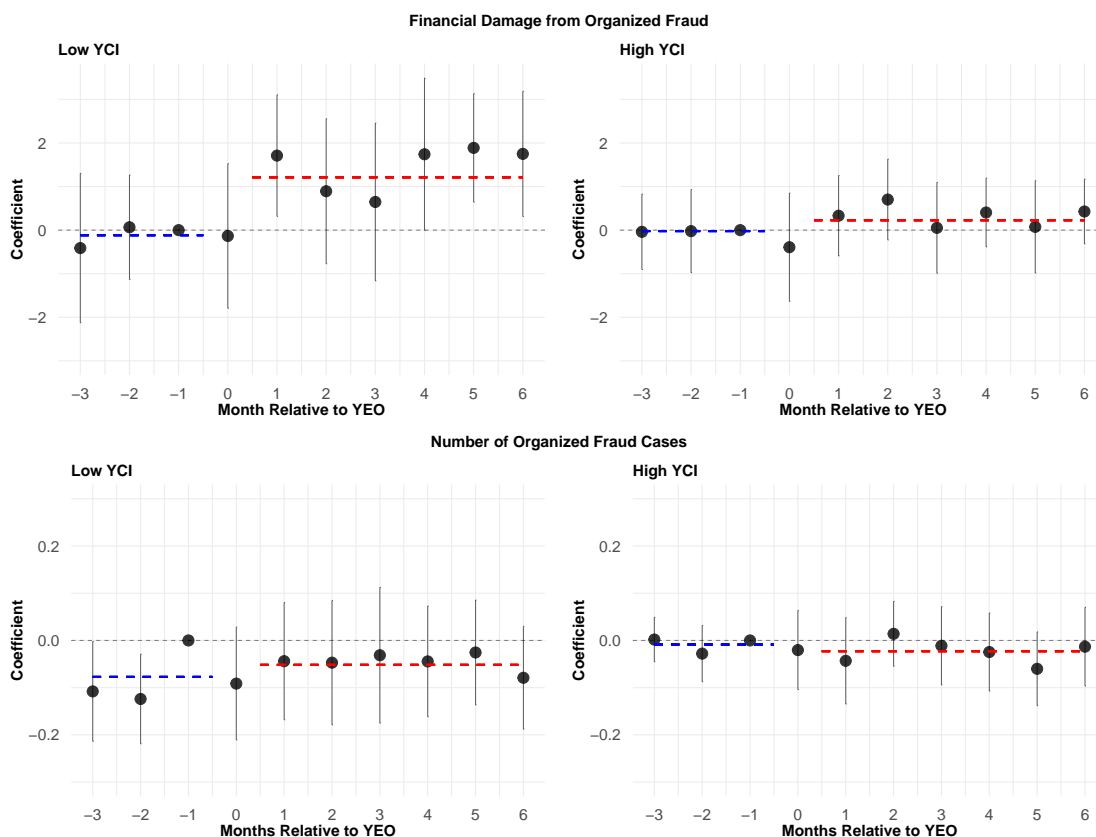 Financial Damage from Organized Fraud
Low YCI
High YCI
Coefficient
2
0
−2
−3 −2 −1 0 1 2 3 4 5 6
Month Relative to YEO
Coefficient
2
0
−2
−3 −2 −1 0 1 2 3 4 5 6
Month Relative to YEO
Number of Organized Fraud Cases
Low YCI
High YCI
Coefficient
0.2
0.0
−0.2
−3 −2 −1 0 1 2 3 4 5 6
Months Relative to YEO
Coefficient
0.2
0.0
−0.2
−3 −2 −1 0 1 2 3 4 5 6
Months Relative to YEO